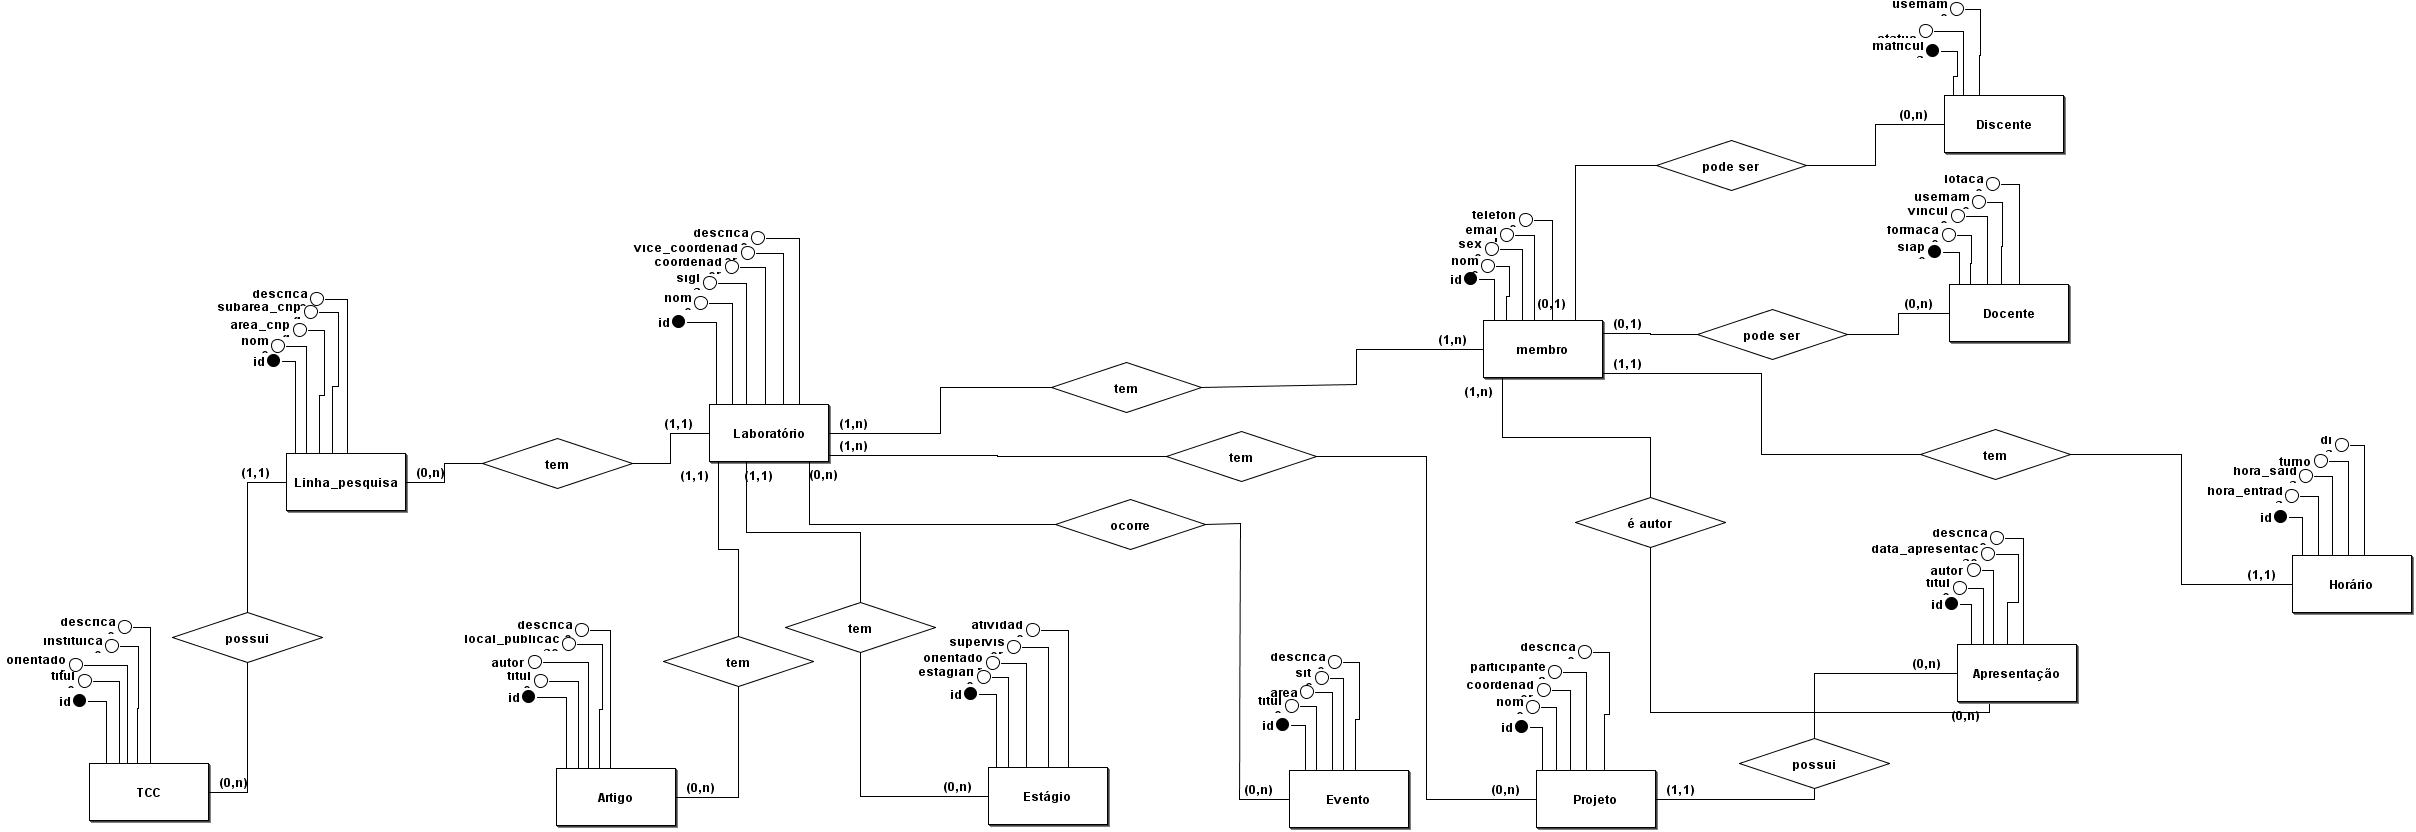 usernam
matricul
(0,n)
Discente
pode ser
lotaca
usernam
vincul
formaca
siap
(0,n)
Docente
pode ser
telefon
emai
sex
nom
id
(0,1)
(0,1)
(1,1)
(1,n)
membro
(1,n)
descrica
vice_coordenad
coordenad
sigl
nom
id
descrica
subarea_cnp
area_cnp
nom
id
tem
(1,1)
Laboratório
(1,n)
(1,n)
(1,1)
(1,1)
(0,n)
tem
(0,n)
(1,1)
Linha_pesquisa
tem
tem
di
turno
hora_said
hora_entrad
id
(1,1)
Horário
ocorre
é autor
descrica
data_apresentac
autor
titul
id
(0,n)
Apresentação
(0,n)
possui
tem
tem
descrica
instituica
orientado
titul
id
(0,n)
TCC
descrica
local_publicac
autor
titul
id
(0,n)
Artigo
atividad
supervis
orientado
estagian
id
(0,n)
Estágio
descrica
sit
area
titul
id
(0,n)
Evento
descrica
participante
coordenad
nom
id
(0,n)
Projeto
(1,1)
possui